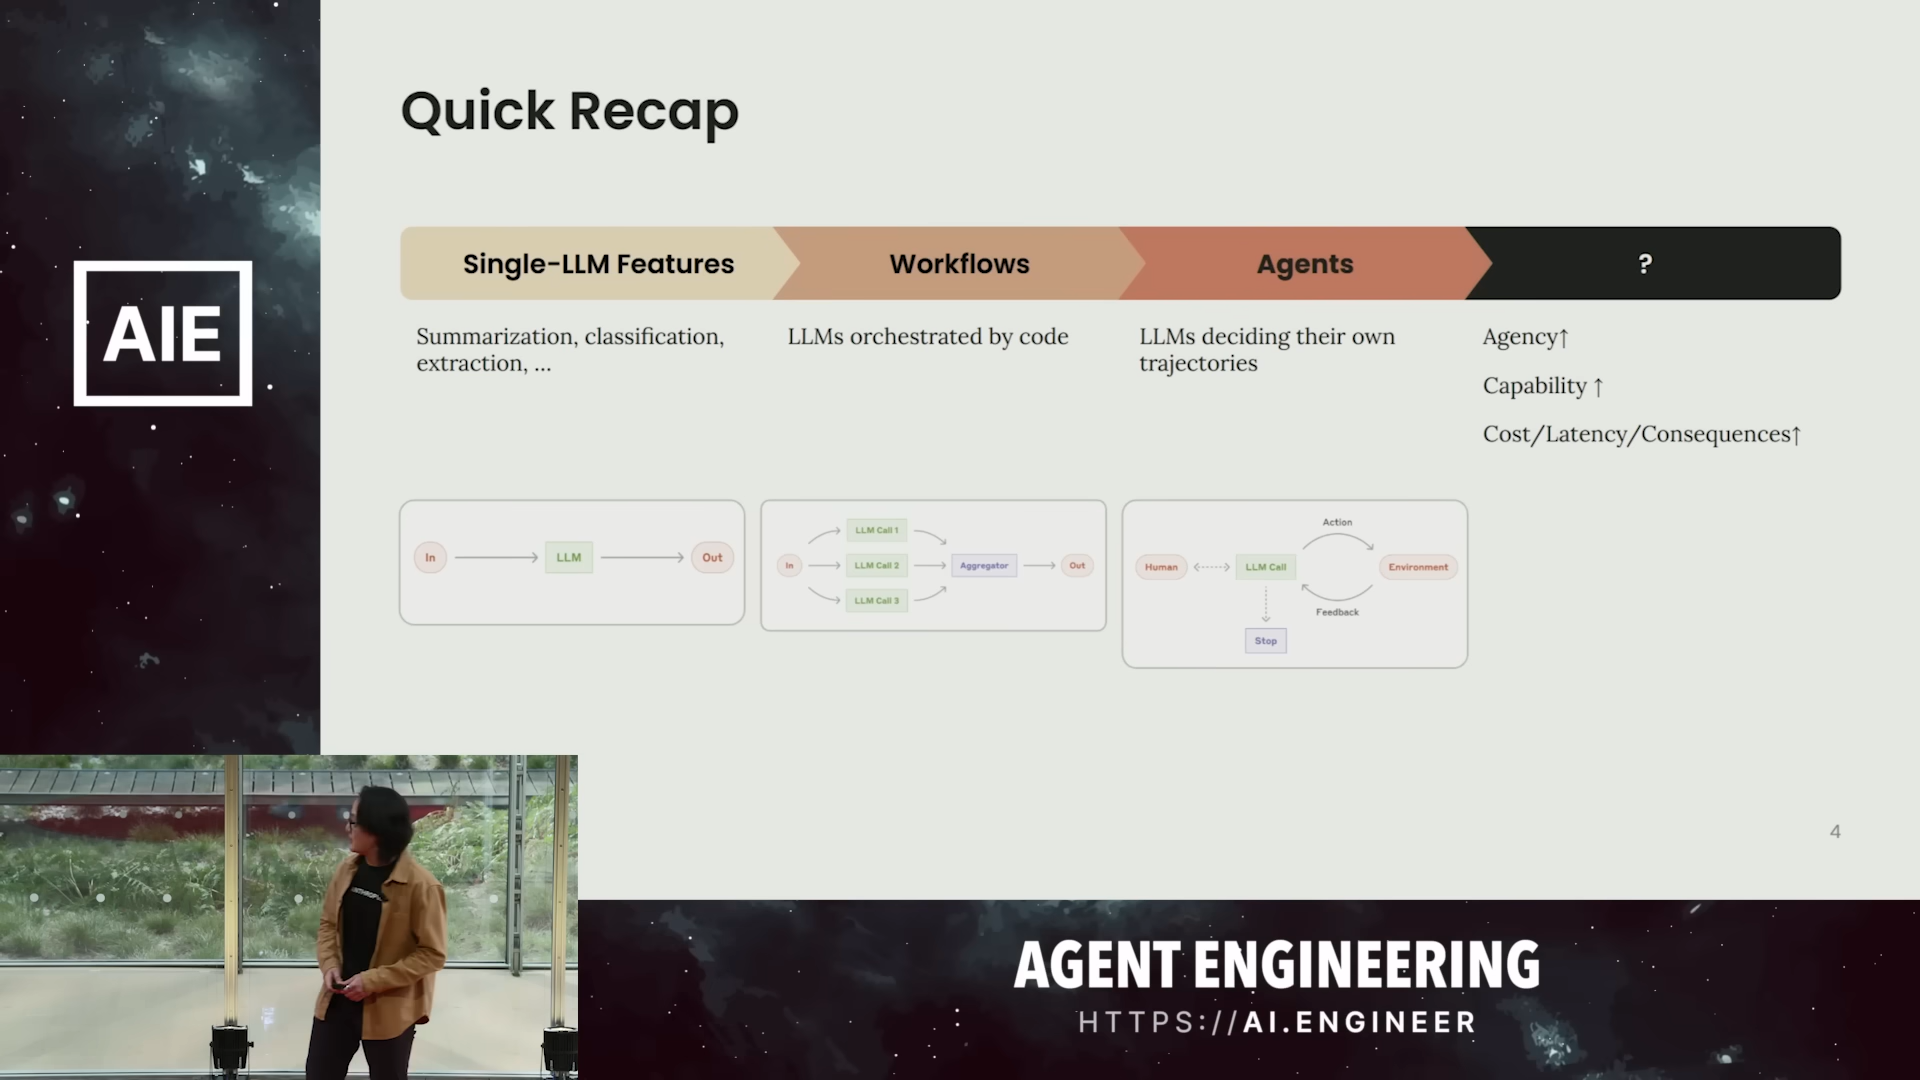 AIE
Quick Recap
Single-LLM Features
Workflows
Agents
?
Summarization, classification,
extraction, ...
LLMs orchestrated by code
LLMs deciding their own
trajectories
Agency↑
Capability ↑
Cost/Latency/Consequences↑
In
LLM
Out
In
LLM Call 1
LLM Call 2
LLM Call 3
Aggregator
Out
Human
LLM Call
Action
Environment
Feedback
Stop
4
AGENT ENGINEERING
HTTPS://AI.ENGINEER